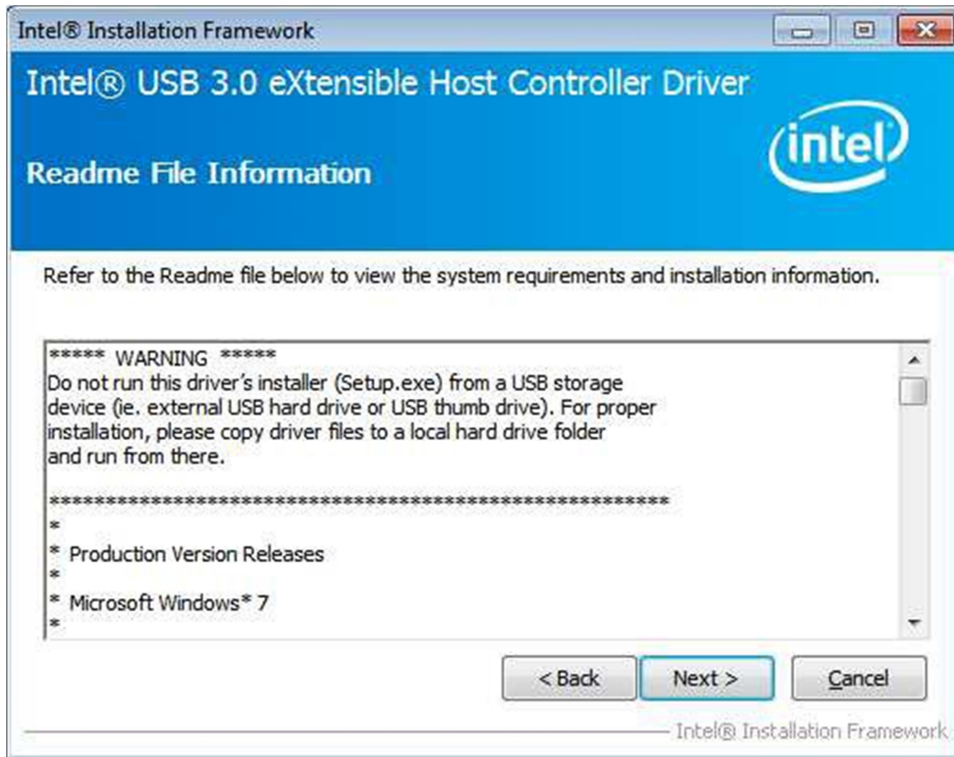 Intel® Installation Framework
Intel® USB 3.0 eXtensible Host Controller Driver
intel
Readme File Information
Refer to the Readme file below to view the system requirements and installation information.
***** WARNING *****
Do not run this driver's installer (Setup.exe) from a USB storage
device (ie. external USB hard drive or USB thumb drive). For proper
installation, please copy driver files to a local hard drive folder
and run from there.
*******************************************************
*
* Production Version Releases
*
* Microsoft Windows* 7
*
< Back
Next >
Cancel
Intel® Installation Framework